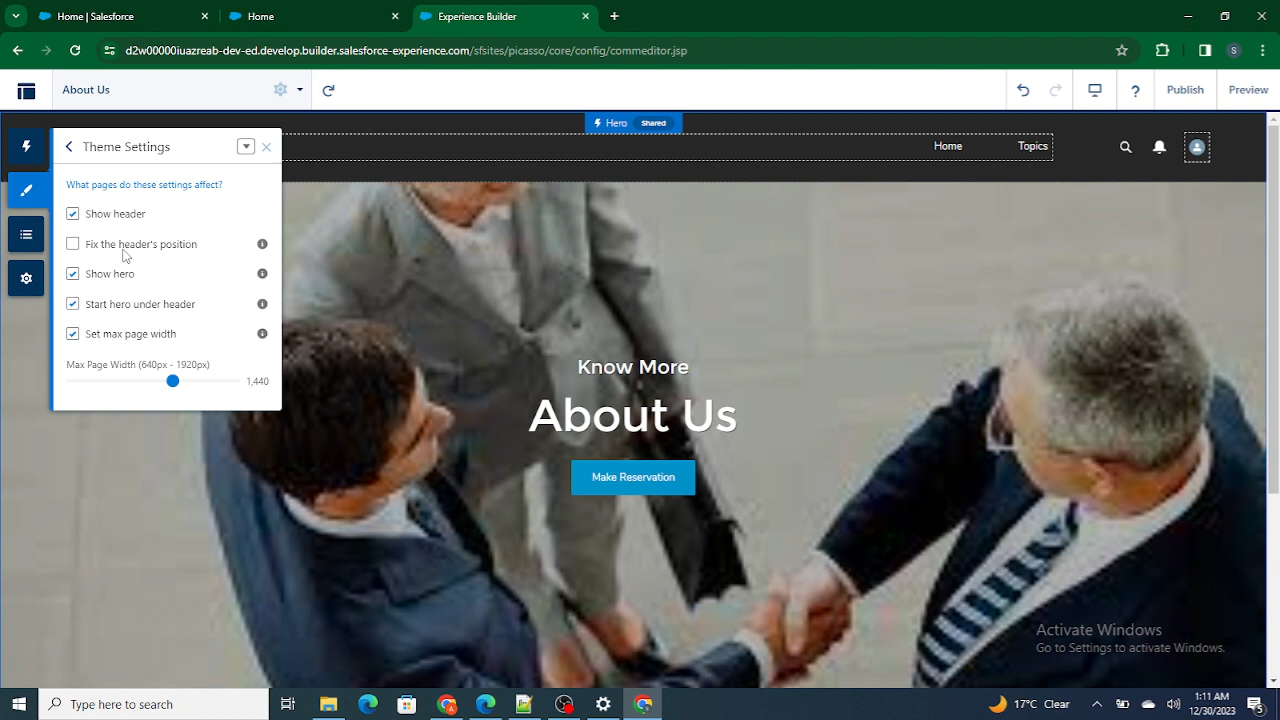 Home | Salesforce
Home
Experience Builder
d2w00000iuazreab-dev-ed.develop.builder.salesforce-experience.com/sfsites/picasso/core/config/commeditor.jsp
S
About Us
?
Publish
Preview
Hero
Shared
Theme Settings
Home
Topics
What pages do these settings affect?
Show header
Fix the header's position
Show hero
Start hero under header
Set max page width
Max Page Width (640px - 1920px)
1,440
Know More
About Us
Make Reservation
Activate Windows
Go to Settings to activate Windows.
Type here to search
17°C Clear
1:11 AM
12/30/2023
3